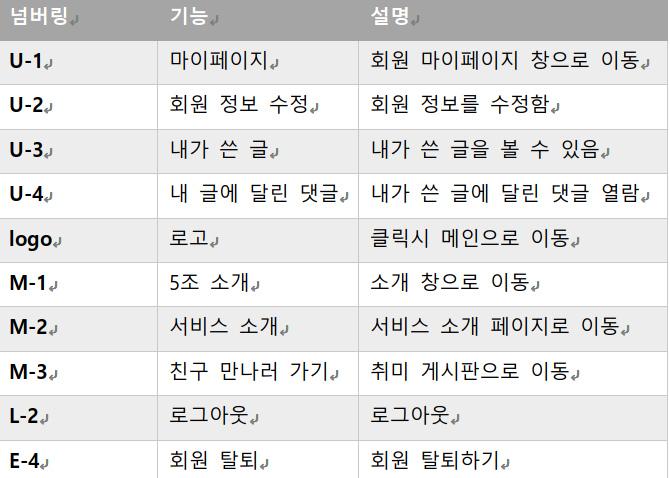 넘버링 기능 설명
U-1 마이페이지 회원 마이페이지 창으로 이동
U-2 회원 정보 수정 회원 정보를 수정함
U-3 내가 쓴 글 내가 쓴 글을 볼 수 있음
U-4 내 글에 달린 댓글 내가 쓴 글에 달린 댓글 열람
logo 로고 클릭시 메인으로 이동
M-1 5조 소개 소개 창으로 이동
M-2 서비스 소개 서비스 소개 페이지로 이동
M-3 친구 만나러 가기 취미 게시판으로 이동
L-2 로그아웃 로그아웃
E-4 회원 탈퇴 회원 탈퇴하기